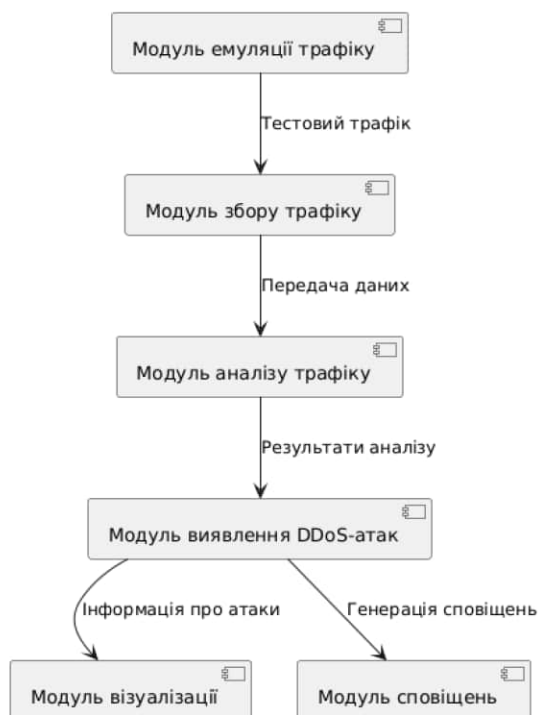 Модуль емуляції трафіку
Тестовий трафік
Модуль збору трафіку
Передача даних
Модуль аналізу трафіку
Результати аналізу
Модуль виявлення DDoS-атак
Інформація про атаки
Генерація сповіщень
Модуль візуалізації
Модуль сповіщень